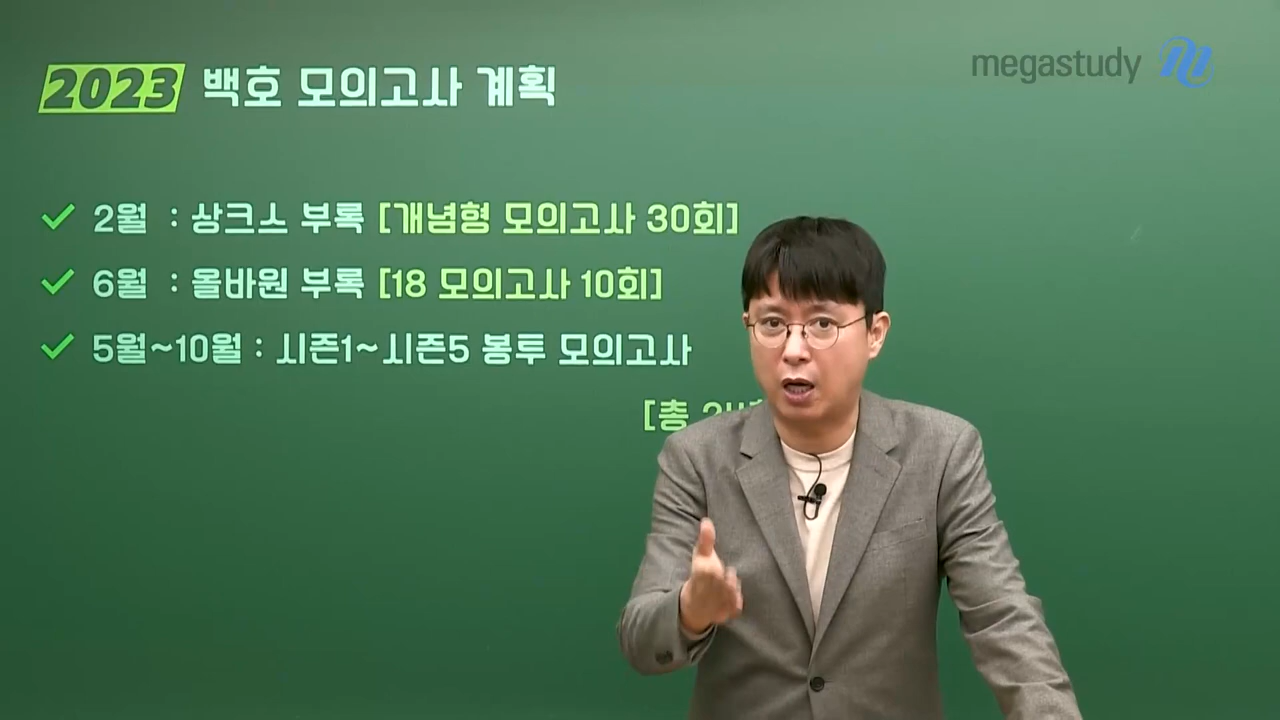 megastudy
2023 백호 모의고사 계획
2월 : 상크스 부록 [개념형 모의고사 30회]
6월 : 올바원 부록 [18 모의고사 10회]
5월~10월 : 시즌1~시즌5 봉투 모의고사
[총